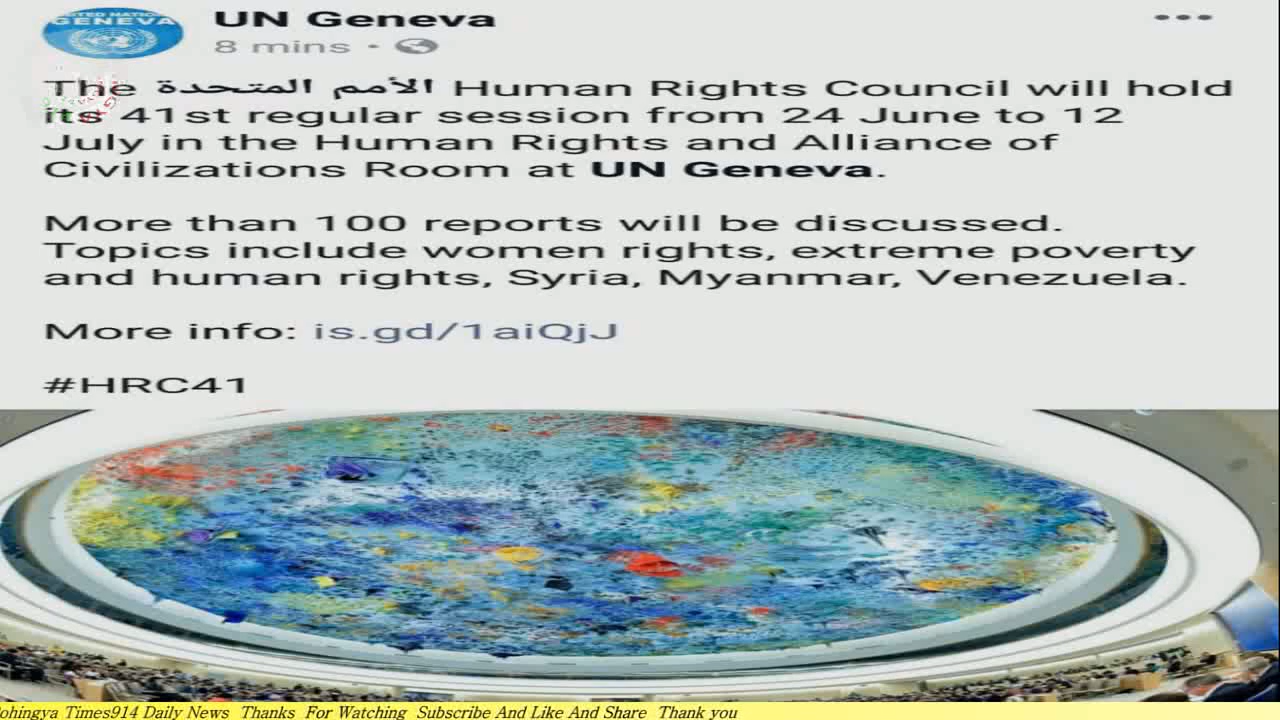 UNITED NATIONS
GENEVA
UN Geneva
8 mins •
The الأمم المتحدة Human Rights Council will hold
its 41st regular session from 24 June to 12
July in the Human Rights and Alliance of
Civilizations Room at UN Geneva.
More than 100 reports will be discussed.
Topics include women rights, extreme poverty
and human rights, Syria, Myanmar, Venezuela.
More info: is.gd/1aiQjJ
#HRC41
ohingya Times914 Daily News Thanks For Watching Subscribe And Like And Share Thank you